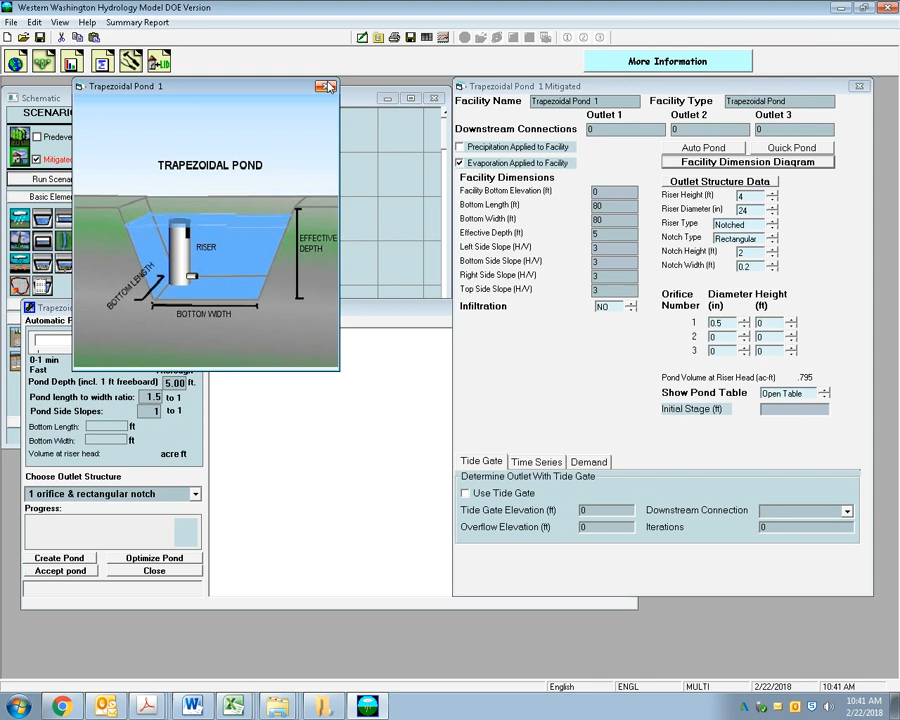 Western Washington Hydrology Model DOE Version
File Edit View Help Summary Report
More Information
Schematic
SCENARIO
Predeve
Mitigated
Run Scenar
Basic Eleme
Trapezoidal Pond 1
TRAPEZOIDAL POND
RISER
EFFECTIVE
DEPTH
BOTTOM LENGTH
BOTTOM WIDTH
Trapezoi
Automatic P
0-1 min
Fast
Thorough
Pond Depth (incl. 1 ft freeboard) 5.00 ft.
Pond length to width ratio: 1.5 to 1
Pond Side Slopes: 1 to 1
Bottom Length: ft
Bottom Width: ft
Volume at riser head: acre ft
Choose Outlet Structure
1 orifice & rectangular notch
Progress:
Create Pond Optimize Pond
Accept pond Close
Trapezoidal Pond 1 Mitigated
Facility Name Trapezoidal Pond 1 Facility Type Trapezoidal Pond
Outlet 1 Outlet 2 Outlet 3
Downstream Connections 0 0 0
Precipitation Applied to Facility Auto Pond Quick Pond
Evaporation Applied to Facility Facility Dimension Diagram
Facility Dimensions
Facility Bottom Elevation (ft) 0
Bottom Length (ft) 80
Bottom Width (ft) 80
Effective Depth (ft) 5
Left Side Slope (H/V) 3
Bottom Side Slope (H/V) 3
Right Side Slope (H/V) 3
Top Side Slope (H/V) 3
Infiltration NO
Outlet Structure Data
Riser Height (ft) 4
Riser Diameter (in) 24
Riser Type Notched
Notch Type Rectangular
Notch Height (ft) 2
Notch Width (ft) 0.2
Orifice Diameter Height
Number (in) (ft)
1 0.5 0
2 0 0
3 0 0
Pond Volume at Riser Head (ac-ft) .795
Show Pond Table Open Table
Initial Stage (ft)
Tide Gate Time Series Demand
Determine Outlet With Tide Gate
Use Tide Gate
Tide Gate Elevation (ft) 0 Downstream Connection
Overflow Elevation (ft) 0 Iterations 0
English ENGL MULTI 2/22/2018 10:41 AM
10:41 AM
2/22/2018